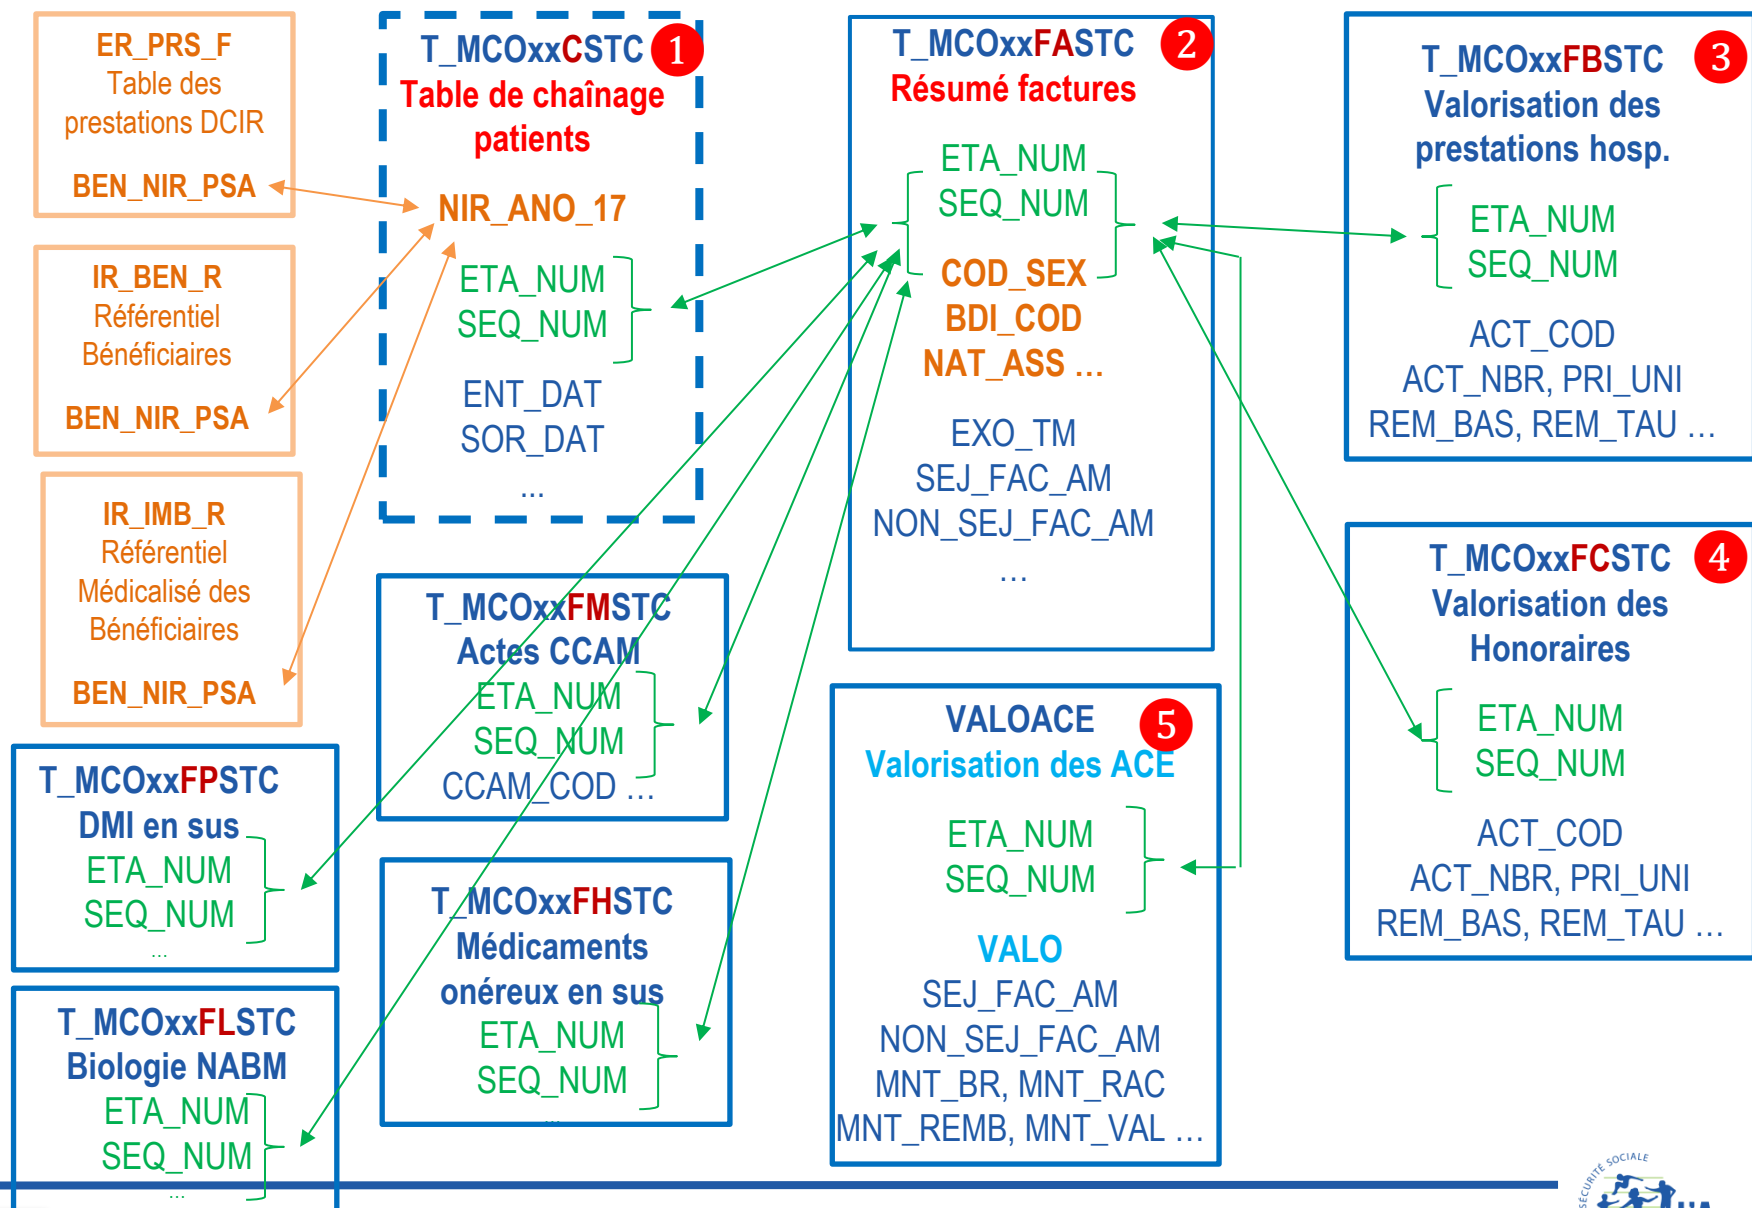 ER_PRS_F
Table des
prestations DCIR
BEN_NIR_PSA
IR_BEN_R
Référentiel
Bénéficiaires
BEN_NIR_PSA
IR_IMB_R
Référentiel
Médicalisé des
Bénéficiaires
BEN_NIR_PSA
T_MCOxxFPSTC
DMI en sus
ETA_NUM
SEQ_NUM
...
T_MCOxxFLSTC
Biologie NABM
ETA_NUM
SEQ_NUM
...
T_MCOxxCSTC
1
Table de chaînage
patients
NIR_ANO_17
ETA_NUM
SEQ_NUM
ENT_DAT
SOR_DAT
...
T_MCOxxFMSTC
Actes CCAM
ETA_NUM
SEQ_NUM
CCAM_COD ...
T_MCOxxFHSTC
Médicaments
onéreux en sus
ETA_NUM
SEQ_NUM
...
T_MCOxxFASTC
2
Résumé factures
ETA_NUM
SEQ_NUM
COD_SEX
BDI_COD
NAT_ASS ...
EXO_TM
SEJ_FAC_AM
NON_SEJ_FAC_AM
...
VALOACE
5
Valorisation des ACE
ETA_NUM
SEQ_NUM
VALO
SEJ_FAC_AM
NON_SEJ_FAC_AM
MNT_BR, MNT_RAC
MNT_REMB, MNT_VAL ...
T_MCOxxFBSTC
3
Valorisation des
prestations hosp.
ETA_NUM
SEQ_NUM
ACT_COD
ACT_NBR, PRI_UNI
REM_BAS, REM_TAU ...
T_MCOxxFCSTC
4
Valorisation des
Honoraires
ETA_NUM
SEQ_NUM
ACT_COD
ACT_NBR, PRI_UNI
REM_BAS, REM_TAU ...
SÉCURITÉ SOCIALE